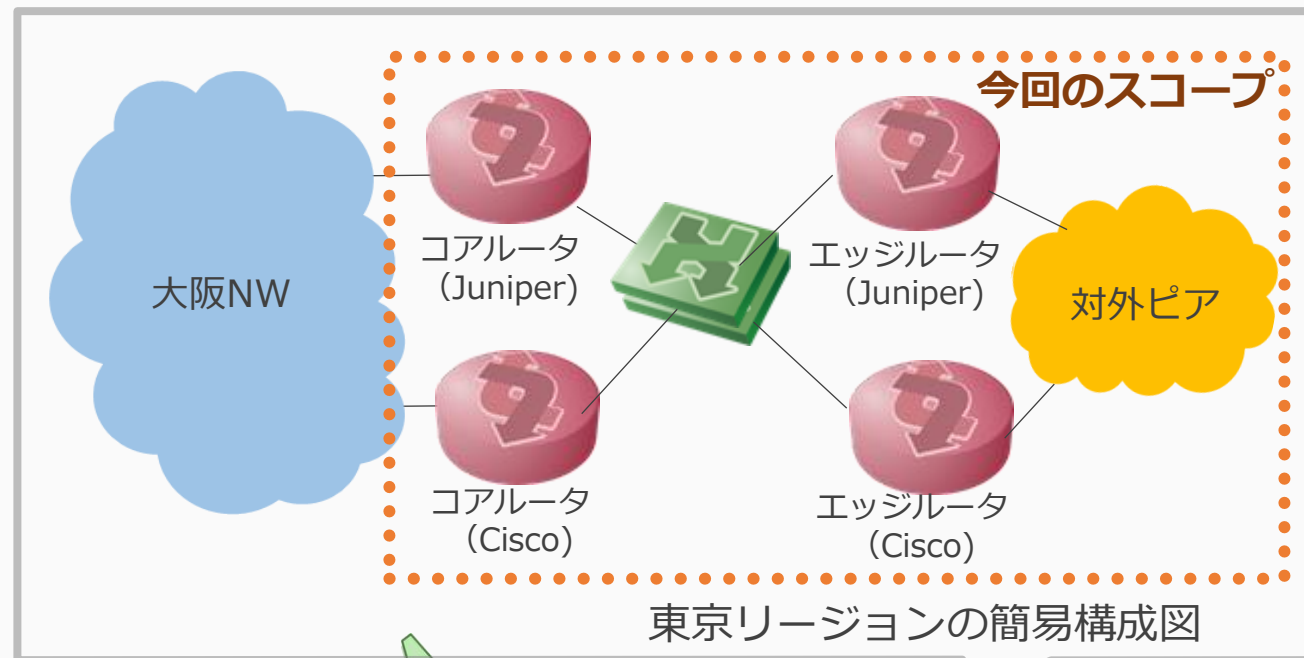 今回のスコープ
コアルータ
（Juniper)
エッジルータ
（Juniper)
大阪NW
対外ピア
コアルータ
（Cisco)
エッジルータ
（Cisco)
東京リージョンの簡易構成図